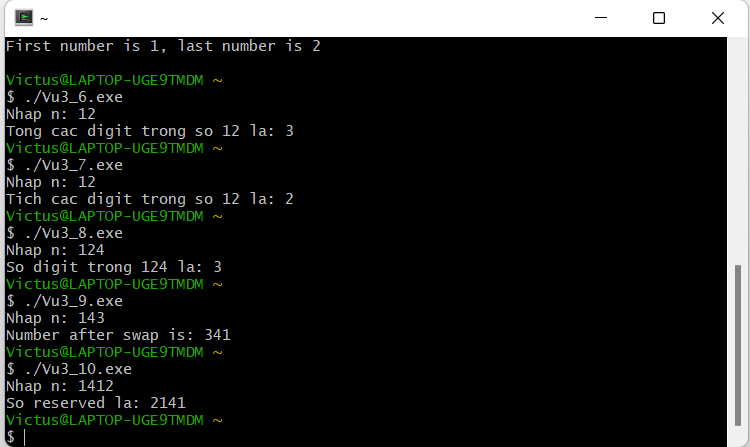 ~
First number is 1, last number is 2
Victus@LAPTOP-UGE9TMDM ~
$ ./Vu3_6.exe
Nhap n: 12
Tong cac digit trong so 12 la: 3
Victus@LAPTOP-UGE9TMDM ~
$ ./Vu3_7.exe
Nhap n: 12
Tich cac digit trong so 12 la: 2
Victus@LAPTOP-UGE9TMDM ~
$ ./Vu3_8.exe
Nhap n: 124
So digit trong 124 la: 3
Victus@LAPTOP-UGE9TMDM ~
$ ./Vu3_9.exe
Nhap n: 143
Number after swap is: 341
Victus@LAPTOP-UGE9TMDM ~
$ ./Vu3_10.exe
Nhap n: 1412
So reserved la: 2141
Victus@LAPTOP-UGE9TMDM ~
$